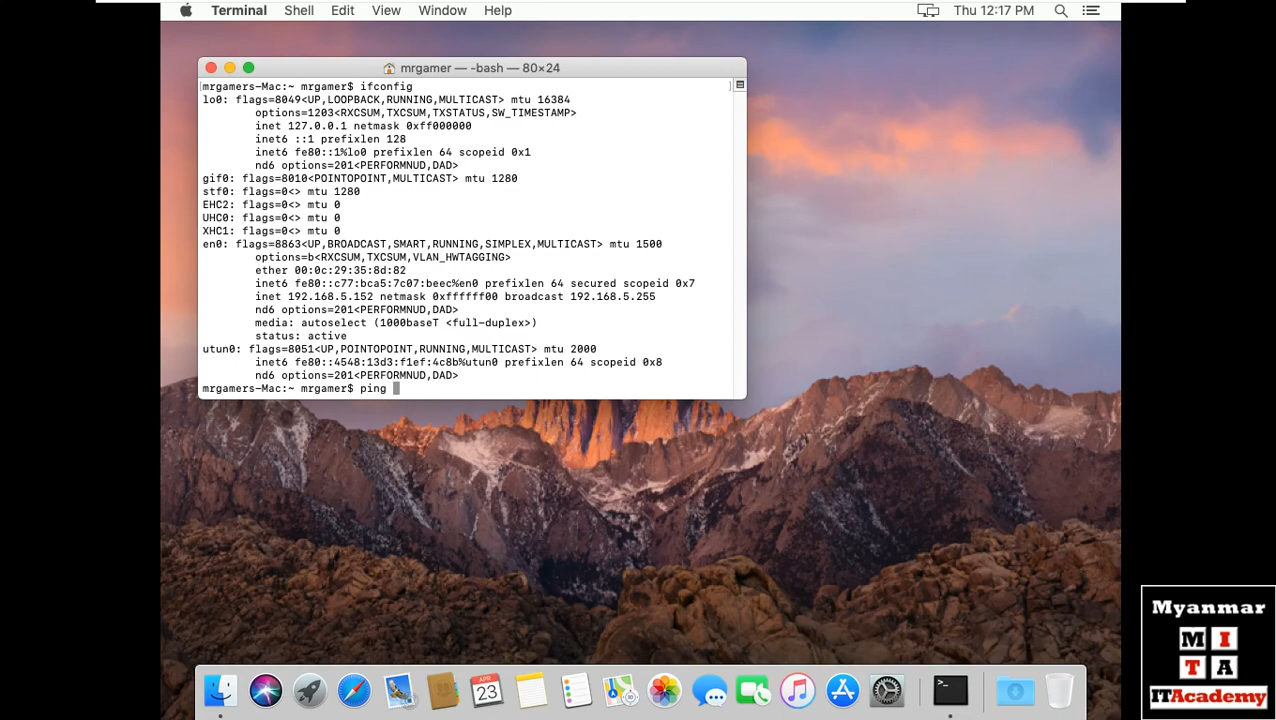 Terminal Shell Edit View Window Help Thu 12:17 PM
mrgamer — -bash — 80×24
[mrgamers-Mac:~ mrgamer$ ifconfig ]
lo0: flags=8049<UP,LOOPBACK,RUNNING,MULTICAST> mtu 16384
options=1203<RXCSUM,TXCSUM,TXSTATUS,SW_TIMESTAMP>
inet 127.0.0.1 netmask 0xff000000
inet6 ::1 prefixlen 128
inet6 fe80::1%lo0 prefixlen 64 scopeid 0x1
nd6 options=201<PERFORMNUD,DAD>
gif0: flags=8010<POINTOPOINT,MULTICAST> mtu 1280
stf0: flags=0<> mtu 1280
EHC2: flags=0<> mtu 0
UHC0: flags=0<> mtu 0
XHC1: flags=0<> mtu 0
en0: flags=8863<UP,BROADCAST,SMART,RUNNING,SIMPLEX,MULTICAST> mtu 1500
options=b<RXCSUM,TXCSUM,VLAN_HWTAGGING>
ether 00:0c:29:35:8d:82
inet6 fe80::c77:bca5:7c07:beec%en0 prefixlen 64 secured scopeid 0x7
inet 192.168.5.152 netmask 0xffffff00 broadcast 192.168.5.255
nd6 options=201<PERFORMNUD,DAD>
media: autoselect (1000baseT <full-duplex>)
status: active
utun0: flags=8051<UP,POINTOPOINT,RUNNING,MULTICAST> mtu 2000
inet6 fe80::4548:13d3:f1ef:4c8b%utun0 prefixlen 64 scopeid 0x8
nd6 options=201<PERFORMNUD,DAD>
mrgamers-Mac:~ mrgamer$ ping
APR
23
Myanmar
M I
T A
ITAcademy